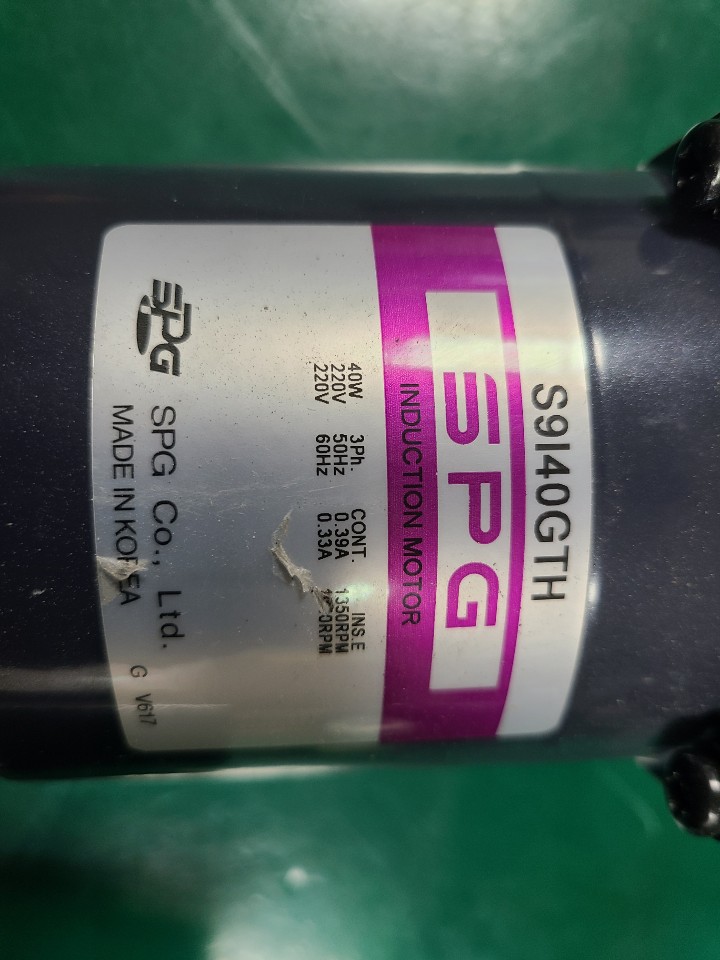 S9I40GTH
SPG
INDUCTION MOTOR
40W 3Ph. CONT. INS.E
220V 50Hz 0.39A 1350RPM
220V 60Hz 0.33A
SPG
SPG Co., Ltd.
MADE IN KOREA G V617